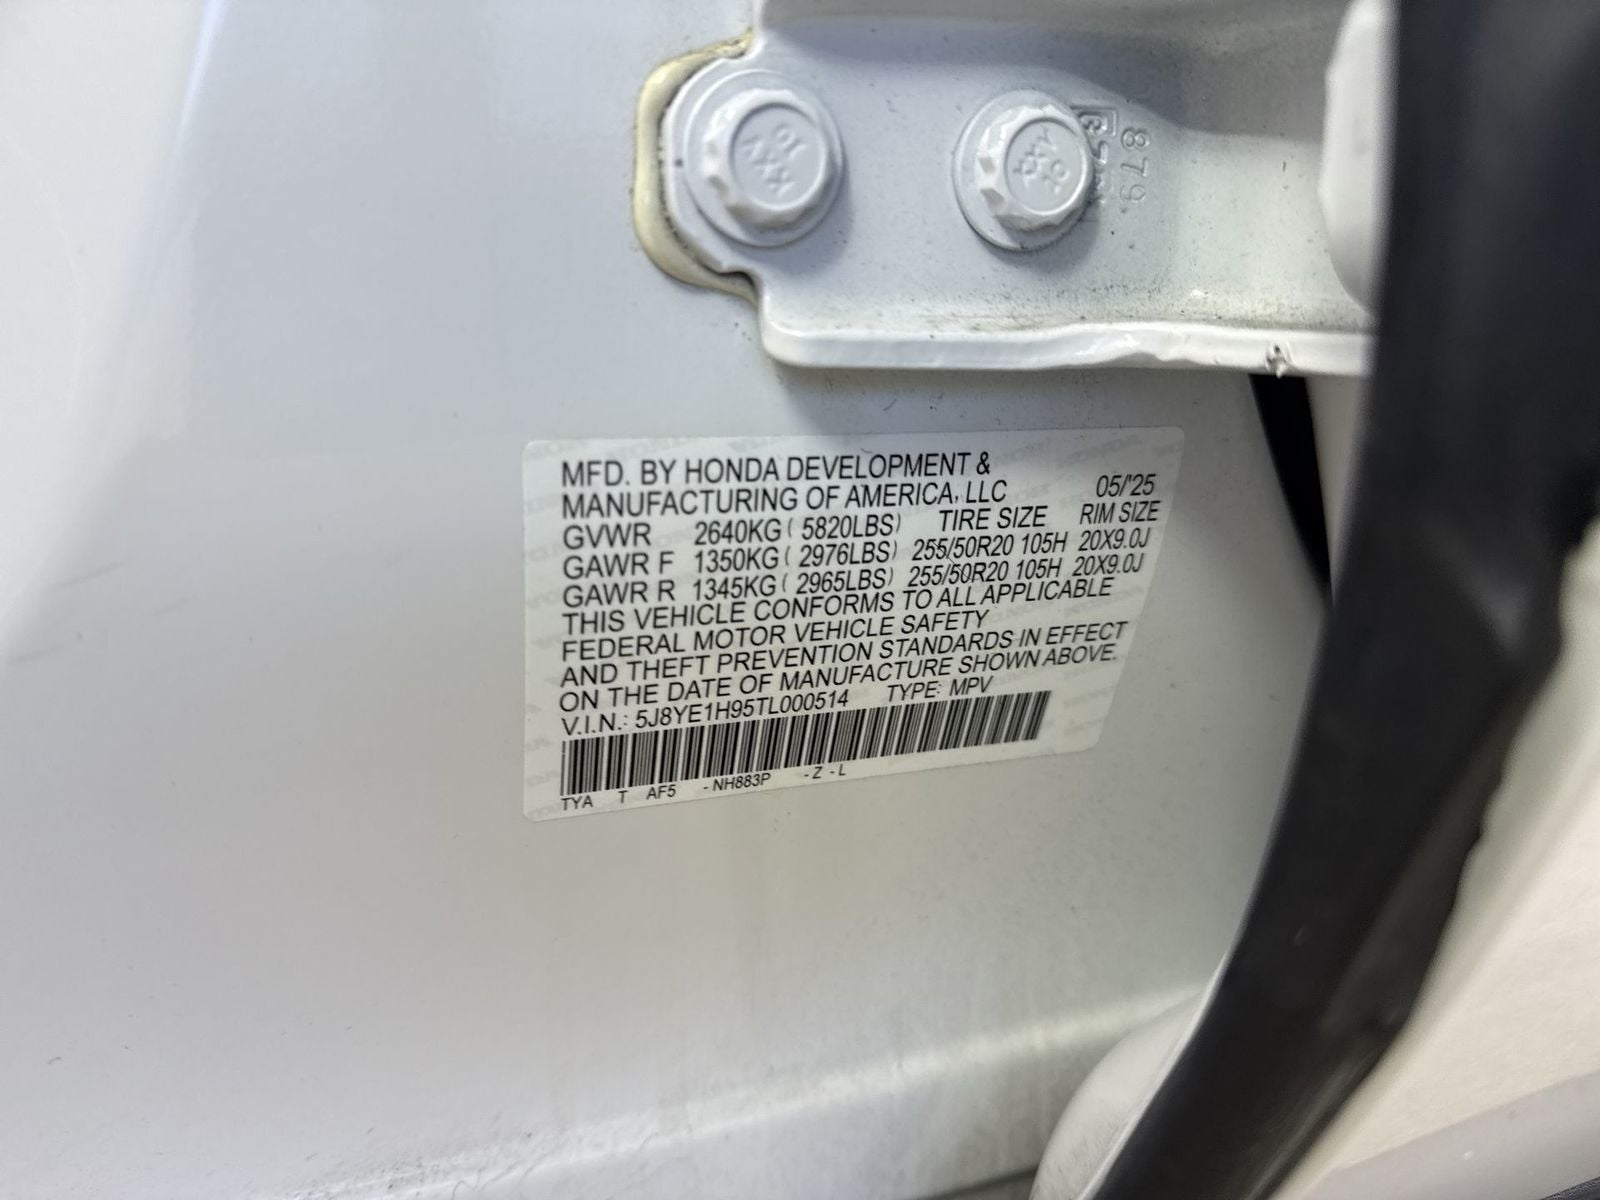 879
MFD. BY HONDA DEVELOPMENT &
MANUFACTURING OF AMERICA, LLC 05/'25
GVWR 2640KG ( 5820LBS) TIRE SIZE RIM SIZE
GAWR F 1350KG ( 2976LBS) 255/50R20 105H 20X9.0J
GAWR R 1345KG ( 2965LBS) 255/50R20 105H 20X9.0J
THIS VEHICLE CONFORMS TO ALL APPLICABLE
FEDERAL MOTOR VEHICLE SAFETY
AND THEFT PREVENTION STANDARDS IN EFFECT
ON THE DATE OF MANUFACTURE SHOWN ABOVE.
V.I.N.: 5J8YE1H95TL000514 TYPE: MPV
TYA T AF5 -NH883P -Z -L